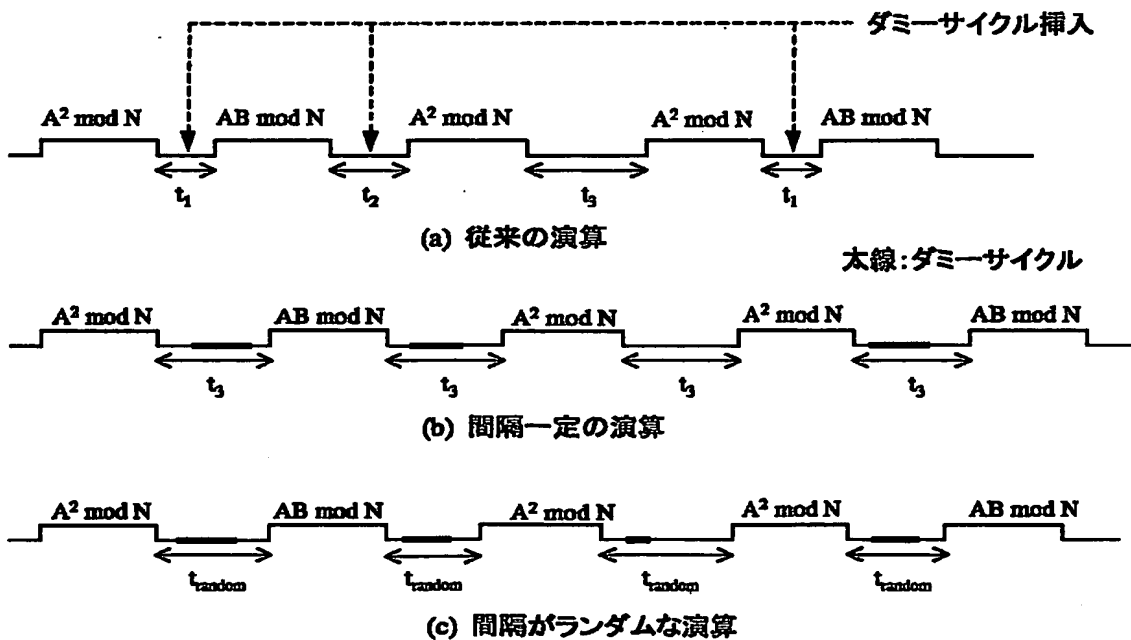 ダミーサイクル挿入
A² mod N AB mod N A² mod N A² mod N AB mod N
t₁ t₂ t₃ t₁
(a) 従来の演算
太線:ダミーサイクル
A² mod N AB mod N A² mod N A² mod N AB mod N
t₃ t₃ t₃ t₃
(b) 間隔一定の演算
A² mod N AB mod N A² mod N A² mod N AB mod N
t_random t_random t_random t_random
(c) 間隔がランダムな演算